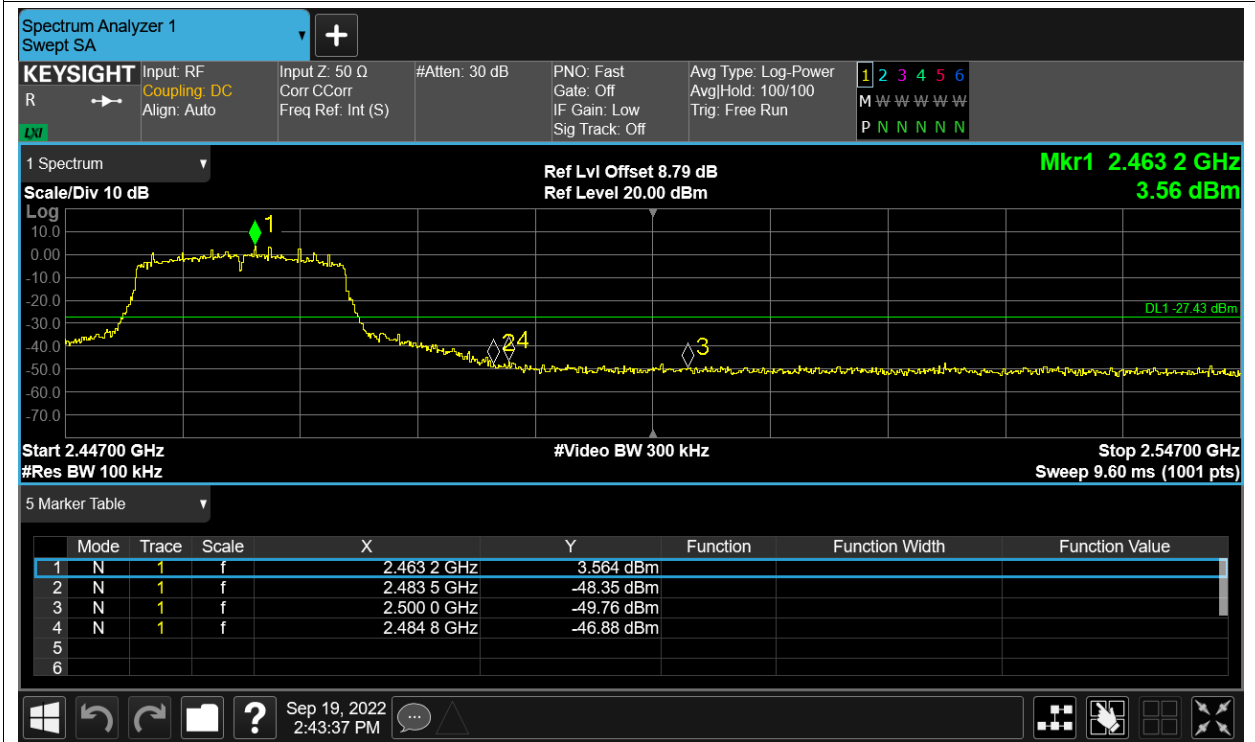 Spectrum Analyzer 1
Swept SA
KEYSIGHT
R
LXI
Input: RF
Coupling: DC
Align: Auto
Input Z: 50 Ω
Corr CCorr
Freq Ref: Int (S)
#Atten: 30 dB
PNO: Fast
Gate: Off
IF Gain: Low
Sig Track: Off
Avg Type: Log-Power
Avg|Hold: 100/100
Trig: Free Run
1 2 3 4 5 6
M W W W W W
P N N N N N
1 Spectrum
Scale/Div 10 dB
Ref Lvl Offset 8.79 dB
Ref Level 20.00 dBm
Mkr1 2.463 2 GHz
3.56 dBm
Log
10.0
0.00
-10.0
-20.0
-30.0
-40.0
-50.0
-60.0
-70.0
1
2
4
3
DL1 -27.43 dBm
Start 2.44700 GHz
#Res BW 100 kHz
#Video BW 300 kHz
Stop 2.54700 GHz
Sweep 9.60 ms (1001 pts)
5 Marker Table
Mode Trace Scale X Y Function Function Width Function Value
1 N 1 f 2.463 2 GHz 3.564 dBm
2 N 1 f 2.483 5 GHz -48.35 dBm
3 N 1 f 2.500 0 GHz -49.76 dBm
4 N 1 f 2.484 8 GHz -46.88 dBm
5
6
?
Sep 19, 2022
2:43:37 PM